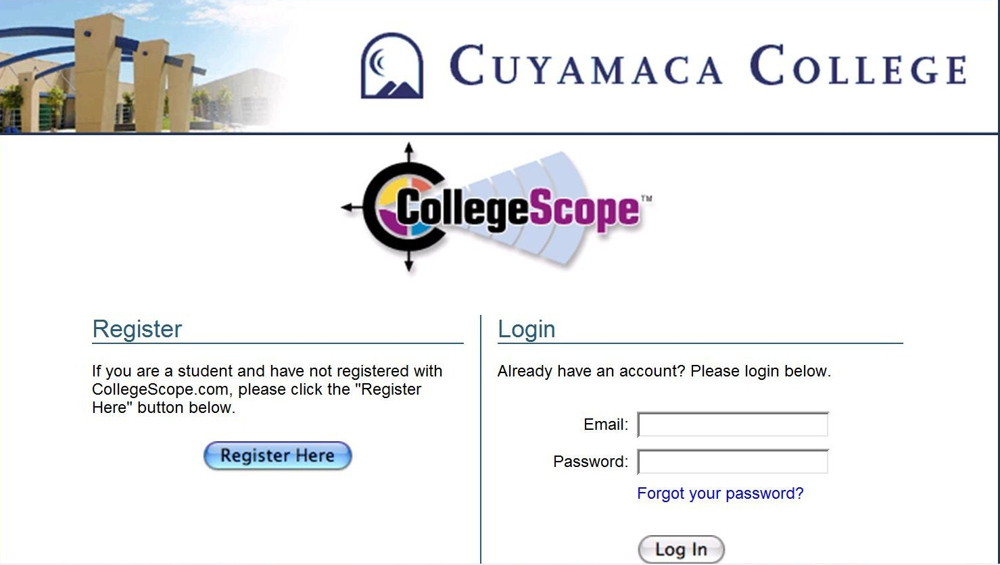 CUYAMACA COLLEGE
CollegeScope™
Register
If you are a student and have not registered with
CollegeScope.com, please click the "Register
Here" button below.
Register Here
Login
Already have an account? Please login below.
Email:
Password:
Forgot your password?
Log In